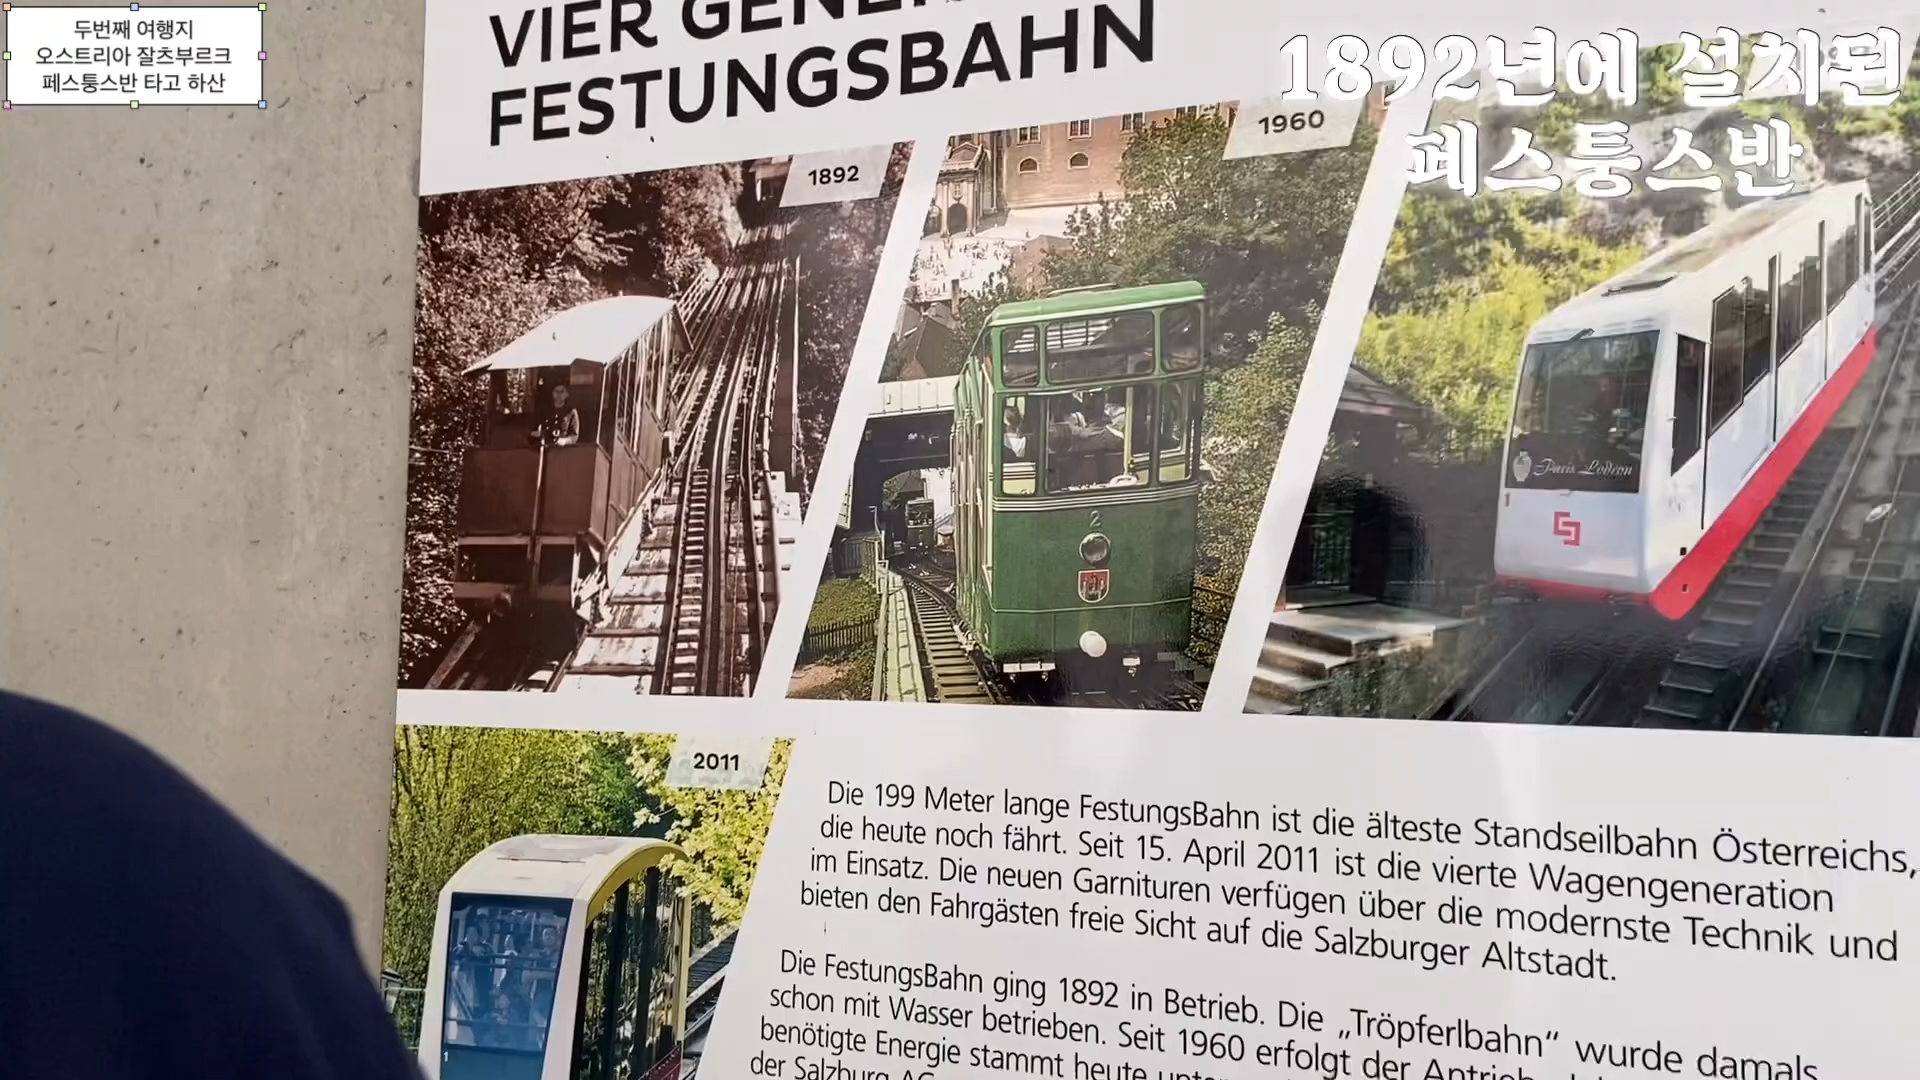 두번째 여행지
오스트리아 잘츠부르크
페스퉁스반 타고 하산
1892년에 설치된
페스퉁스반
VIER
FESTUNGSBAHN
1892
1960
Paris Lodron
1
2
2011
1
Die 199 Meter lange FestungsBahn ist die älteste Standseilbahn Österreichs,
die heute noch fährt. Seit 15. April 2011 ist die vierte Wagengeneration
im Einsatz. Die neuen Garnituren verfügen über die modernste Technik und
bieten den Fahrgästen freie Sicht auf die Salzburger Altstadt.
Die FestungsBahn ging 1892 in Betrieb. Die „Tröpferlbahn“ wurde damals
schon mit Wasser betrieben. Seit 1960 erfolgt der Antrieb
benötigte Energie stammt heute
der Salzburg AG